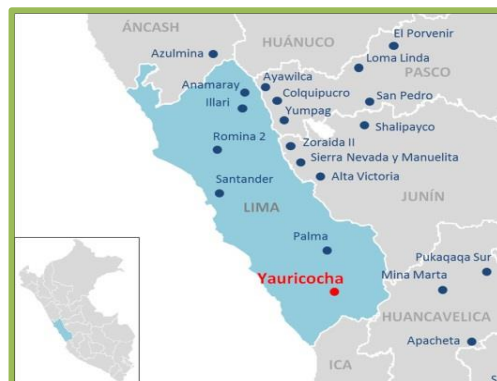 ÁNCASH
HUÁNUCO
El Porvenir
Azulmina
Loma Linda
PASCO
Anamaray
Ayawilca
Illari
Colquipucro
San Pedro
Yumpag
Shalipayco
Romina 2
Zoraida II
Sierra Nevada y Manuelita
Santander
Alta Victoria
LIMA
JUNÍN
Palma
Pukaqaqa Sur
Yauricocha
Mina Marta
HUANCAVELICA
Apacheta
ICA
S